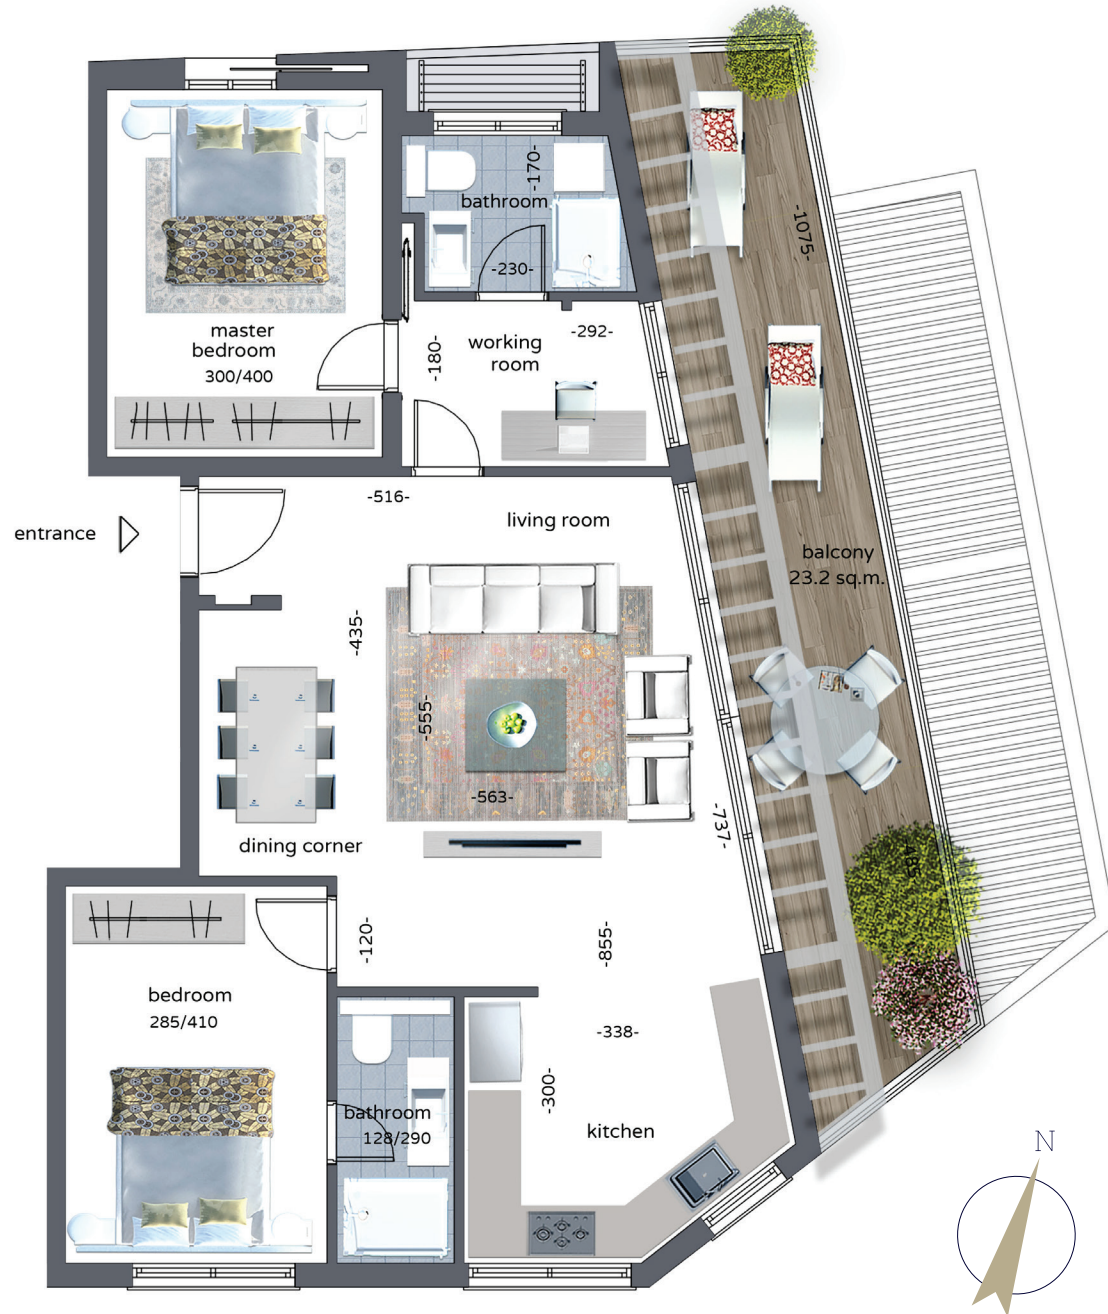 -170-
bathroom
-230-
-1075-
master
bedroom
300/400
-180-
working
room
-292-
-516-
living room
entrance
balcony
23.2 sq.m.
-435-
-555-
-563-
-737-
dining corner
-485-
-120-
-855-
bedroom
285/410
-338-
-300-
bathroom
128/290
kitchen
N